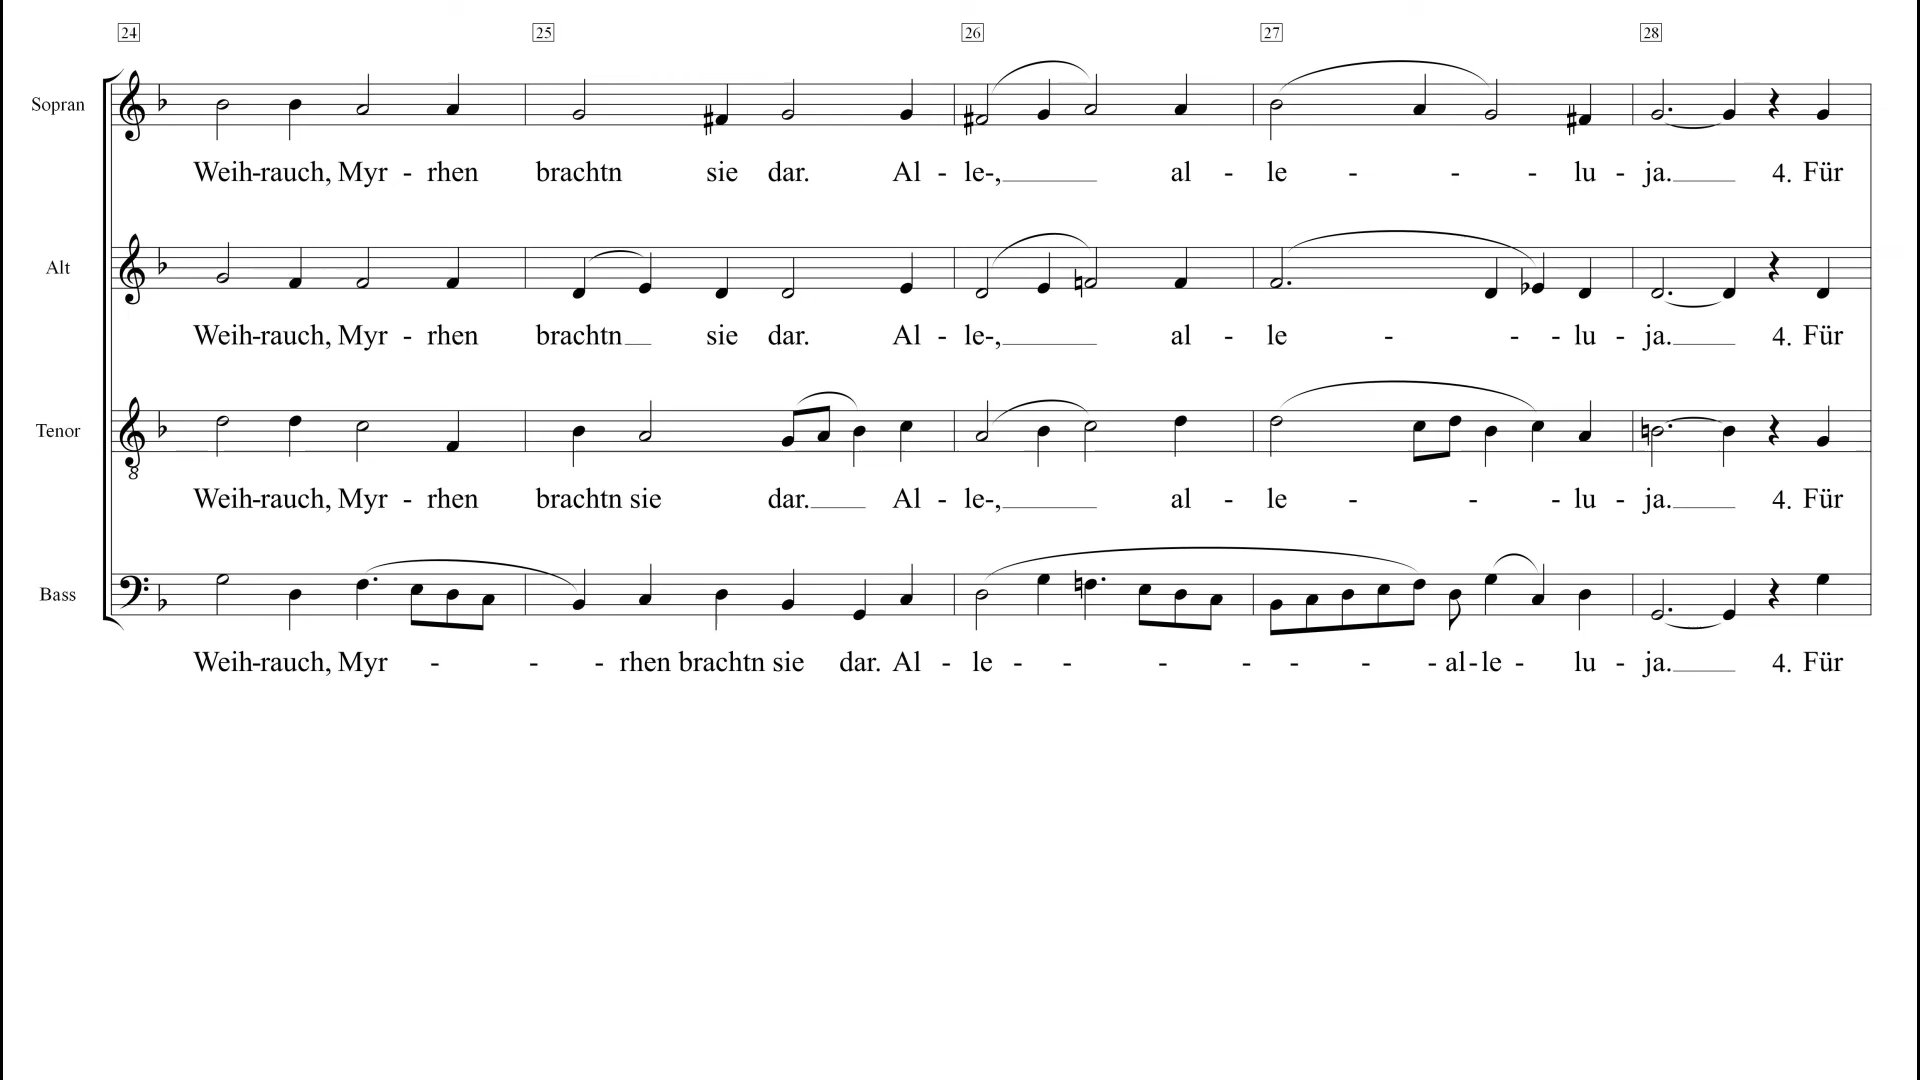 24 25 26 27 28
Sopran
Weih-rauch, Myr - rhen brachtn sie dar. Al - le-, al - le - - - lu - ja. 4. Für
Alt
Weih-rauch, Myr - rhen brachtn sie dar. Al - le-, al - le - - - lu - ja. 4. Für
Tenor
8
Weih-rauch, Myr - rhen brachtn sie dar. Al - le-, al - le - - - lu - ja. 4. Für
Bass
Weih-rauch, Myr - - - rhen brachtn sie dar. Al - le - - - - - - - al-le - lu - ja. 4. Für